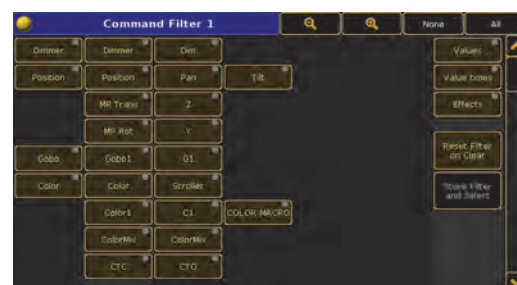 Command Filter 1
None
All
Dimmer
Dimmer
Dim
Values
Position
Position
Pan
Tilt
Value times
MR Trans
Z
Effects
MP Rot
Gobo
Gobo1
G1
Reset Filter
on Clear
Color
Color
Scroller
Store Filter
and Select
Color1
C1
COLOR MACRO
ColorMix
ColorMix
CTC
CTO